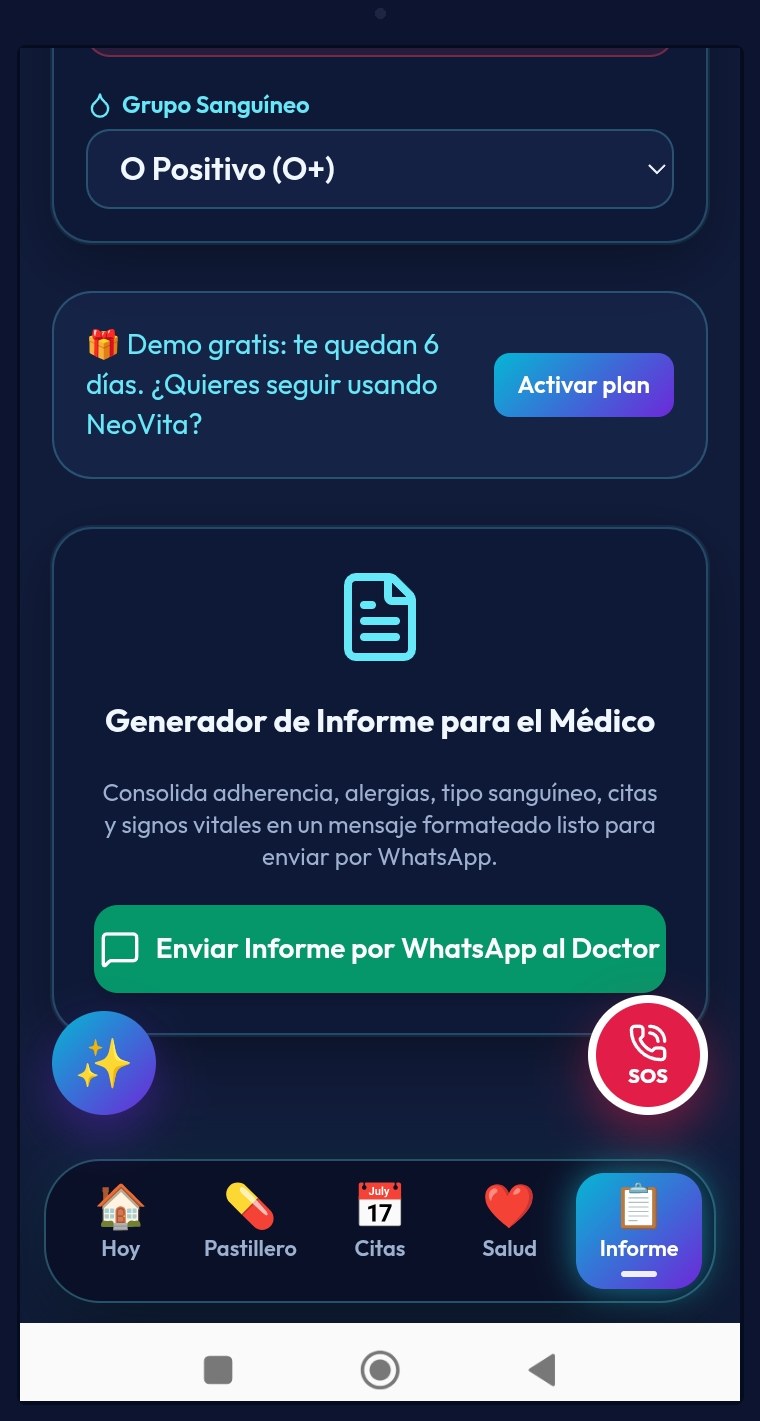 Grupo Sanguíneo
O Positivo (O+)
🎁 Demo gratis: te quedan 6
días. ¿Quieres seguir usando
NeoVita?
Activar plan
Generador de Informe para el Médico
Consolida adherencia, alergias, tipo sanguíneo, citas
y signos vitales en un mensaje formateado listo para
enviar por WhatsApp.
Enviar Informe por WhatsApp al Doctor
SOS
July
17
Hoy
Pastillero
Citas
Salud
Informe